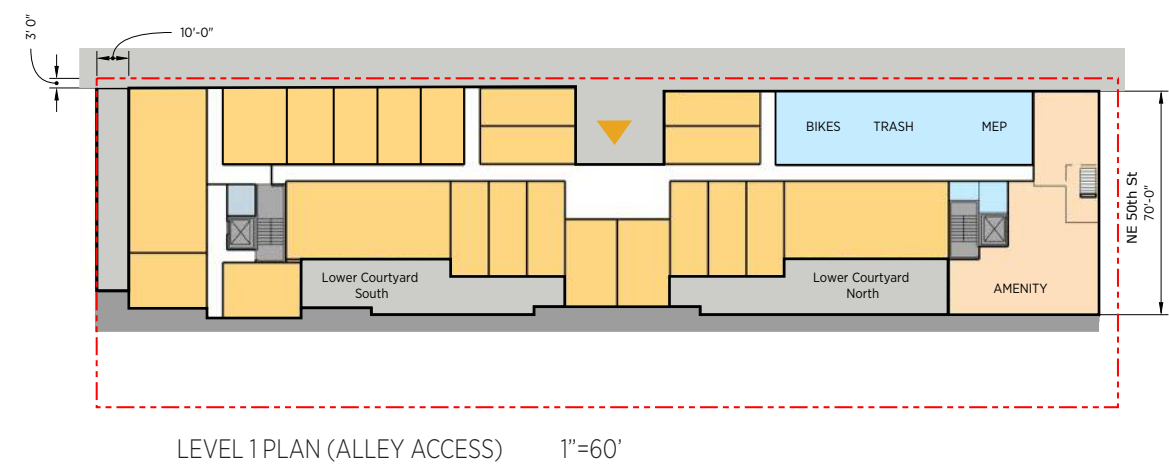 3' 0"
10'-0"
BIKES TRASH MEP
NE 50th St
70'-0"
Lower Courtyard
South
Lower Courtyard
North
AMENITY
LEVEL 1 PLAN (ALLEY ACCESS) 1”=60’